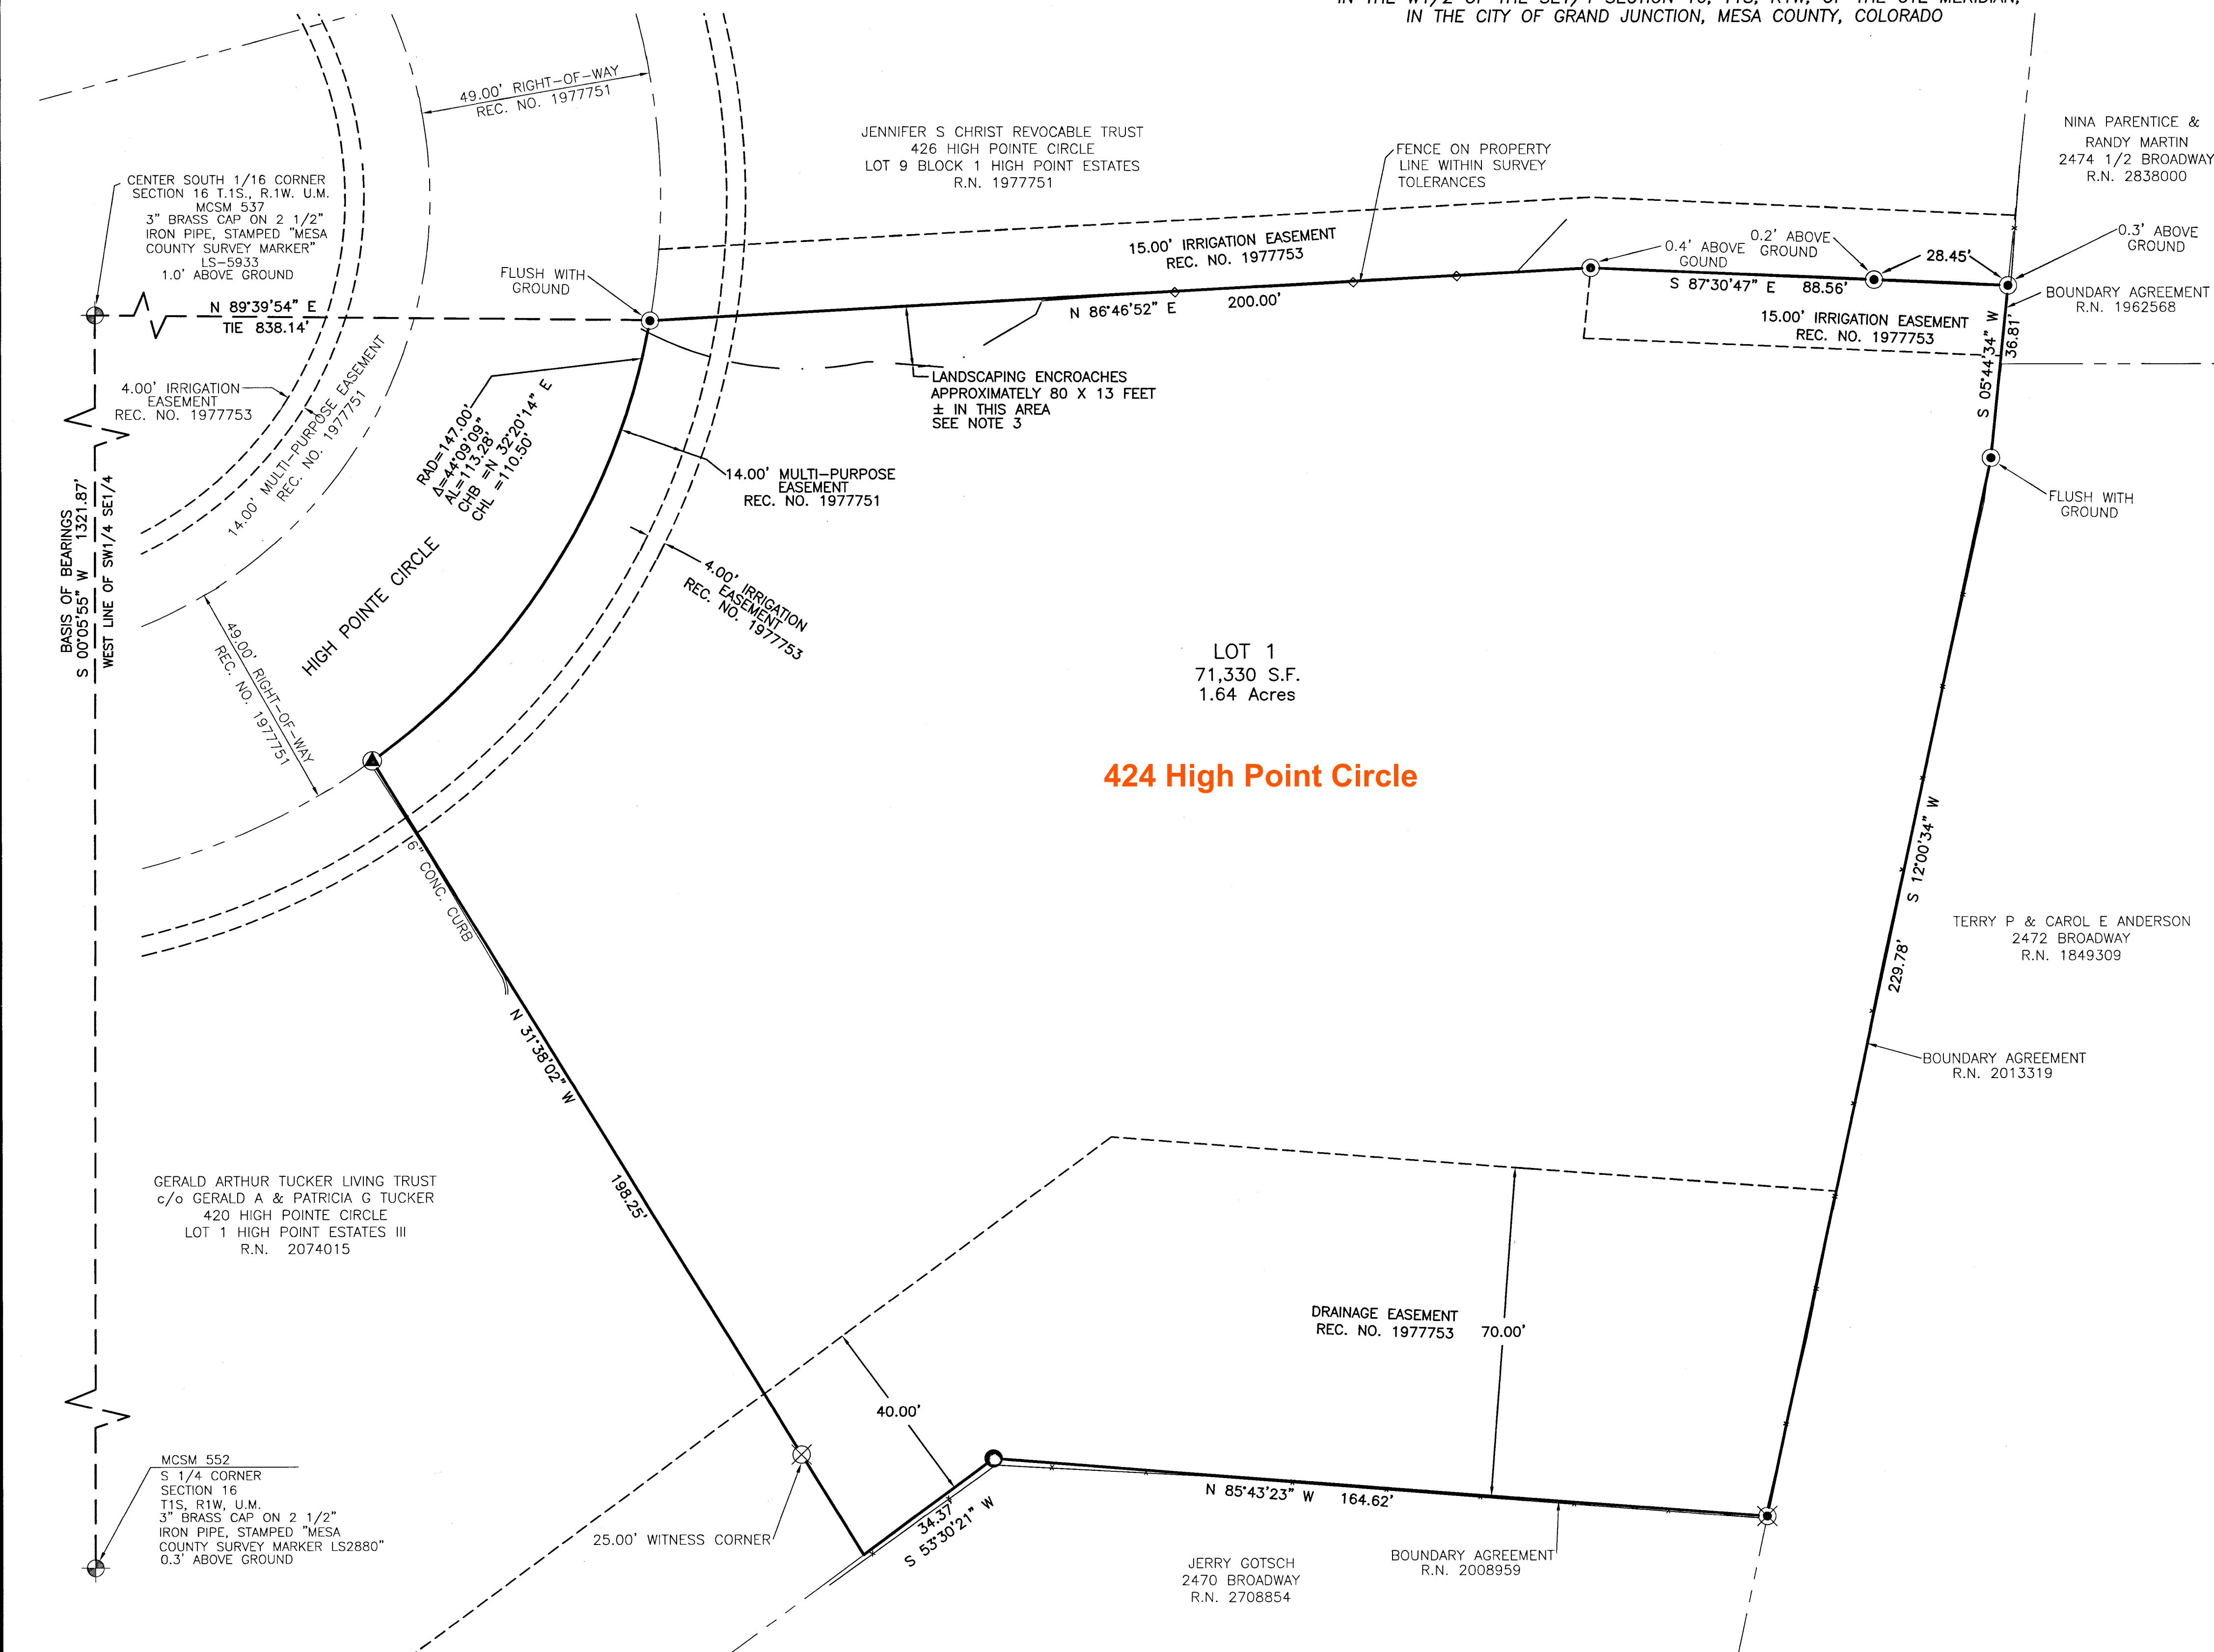 IN THE CITY OF GRAND JUNCTION, MESA COUNTY, COLORADO
49.00' RIGHT-OF-WAY
REC. NO. 1977751
JENNIFER S CHRIST REVOCABLE TRUST
426 HIGH POINTE CIRCLE
LOT 9 BLOCK 1 HIGH POINT ESTATES
R.N. 1977751
FENCE ON PROPERTY
LINE WITHIN SURVEY
TOLERANCES
NINA PARENTICE &
RANDY MARTIN
2474 1/2 BROADWAY
R.N. 2838000
CENTER SOUTH 1/16 CORNER
SECTION 16 T.1S., R.1W. U.M.
MCSM 537
3" BRASS CAP ON 2 1/2"
IRON PIPE, STAMPED "MESA
COUNTY SURVEY MARKER"
LS-5933
1.0' ABOVE GROUND
FLUSH WITH
GROUND
15.00' IRRIGATION EASEMENT
REC. NO. 1977753
0.4' ABOVE
GOUND
0.2' ABOVE
GROUND
28.45'
0.3' ABOVE
GROUND
N 89°39'54" E
TIE 838.14'
N 86°46'52" E 200.00'
S 87°30'47" E 88.56'
BOUNDARY AGREEMENT
R.N. 1962568
15.00' IRRIGATION EASEMENT
REC. NO. 1977753
S 05°44'34" W
36.81'
4.00' IRRIGATION
EASEMENT
REC. NO. 1977753
14.00' MULTI-PURPOSE EASEMENT
REC. NO. 1977751
RAD=147.00'
Δ=44°09'09"
AL=113.28'
CHB =N 32°20'14" E
CHL =110.50'
LANDSCAPING ENCROACHES
APPROXIMATELY 80 X 13 FEET
± IN THIS AREA
SEE NOTE 3
14.00' MULTI-PURPOSE
EASEMENT
REC. NO. 1977751
FLUSH WITH
GROUND
BASIS OF BEARINGS
S 00°05'55" W 1321.87'
WEST LINE OF SW1/4 SE1/4
HIGH POINTE CIRCLE
4.00' IRRIGATION
EASEMENT
REC. NO. 1977753
49.00' RIGHT-OF-WAY
REC. NO. 1977751
LOT 1
71,330 S.F.
1.64 Acres
424 High Point Circle
6" CONC. CURB
S 12°00'34" W
229.78'
TERRY P & CAROL E ANDERSON
2472 BROADWAY
R.N. 1849309
N 31°38'02" W
198.25'
BOUNDARY AGREEMENT
R.N. 2013319
GERALD ARTHUR TUCKER LIVING TRUST
c/o GERALD A & PATRICIA G TUCKER
420 HIGH POINTE CIRCLE
LOT 1 HIGH POINT ESTATES III
R.N. 2074015
DRAINAGE EASEMENT
REC. NO. 1977753 70.00'
40.00'
MCSM 552
S 1/4 CORNER
SECTION 16
T1S, R1W, U.M.
3" BRASS CAP ON 2 1/2"
IRON PIPE, STAMPED "MESA
COUNTY SURVEY MARKER LS2880"
0.3' ABOVE GROUND
25.00' WITNESS CORNER
34.37'
S 53°30'21" W
N 85°43'23" W 164.62'
JERRY GOTSCH
2470 BROADWAY
R.N. 2708854
BOUNDARY AGREEMENT
R.N. 2008959